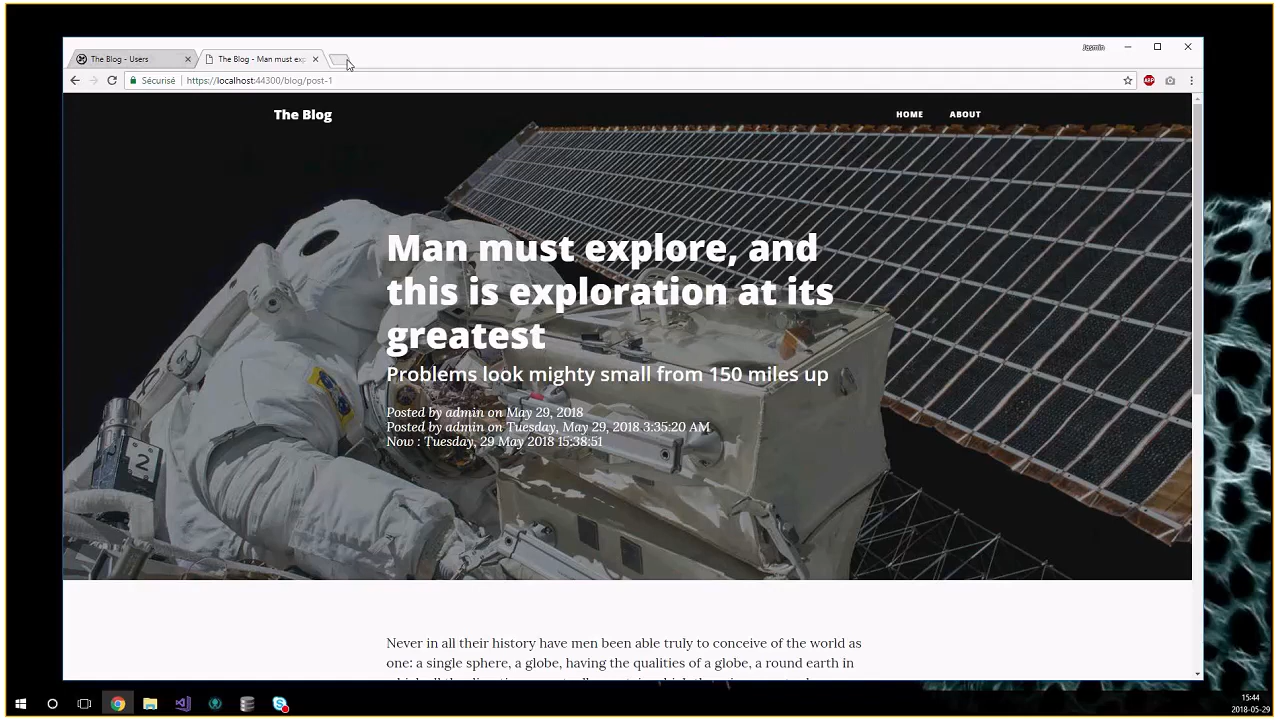 Jasmin
The Blog - Users
The Blog - Man must exp
Sécurisé
https://localhost:44300/blog/post-1
ABP
The Blog
HOME
ABOUT
Man must explore, and
this is exploration at its
greatest
Problems look mighty small from 150 miles up
Posted by admin on May 29, 2018
Posted by admin on Tuesday, May 29, 2018 3:35:20 AM
Now : Tuesday, 29 May 2018 15:38:51
2
Never in all their history have men been able truly to conceive of the world as
one: a single sphere, a globe, having the qualities of a globe, a round earth in
15:44
2018-05-29